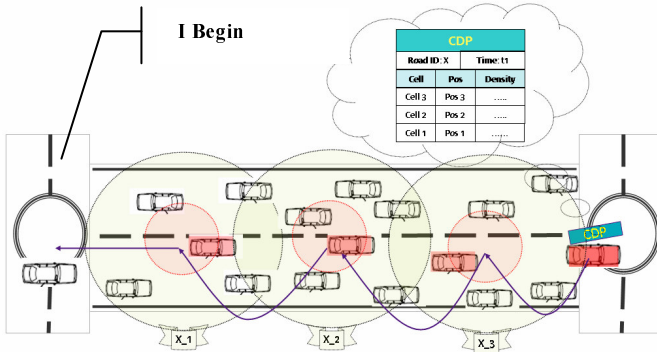 I Begin
CDP
Road ID: X Time: t1
Cell Pos Density
Cell 3 Pos 3 .....
Cell 2 Pos 2 .....
Cell 1 Pos 1 .......
CDP
X_1 X_2 X_3